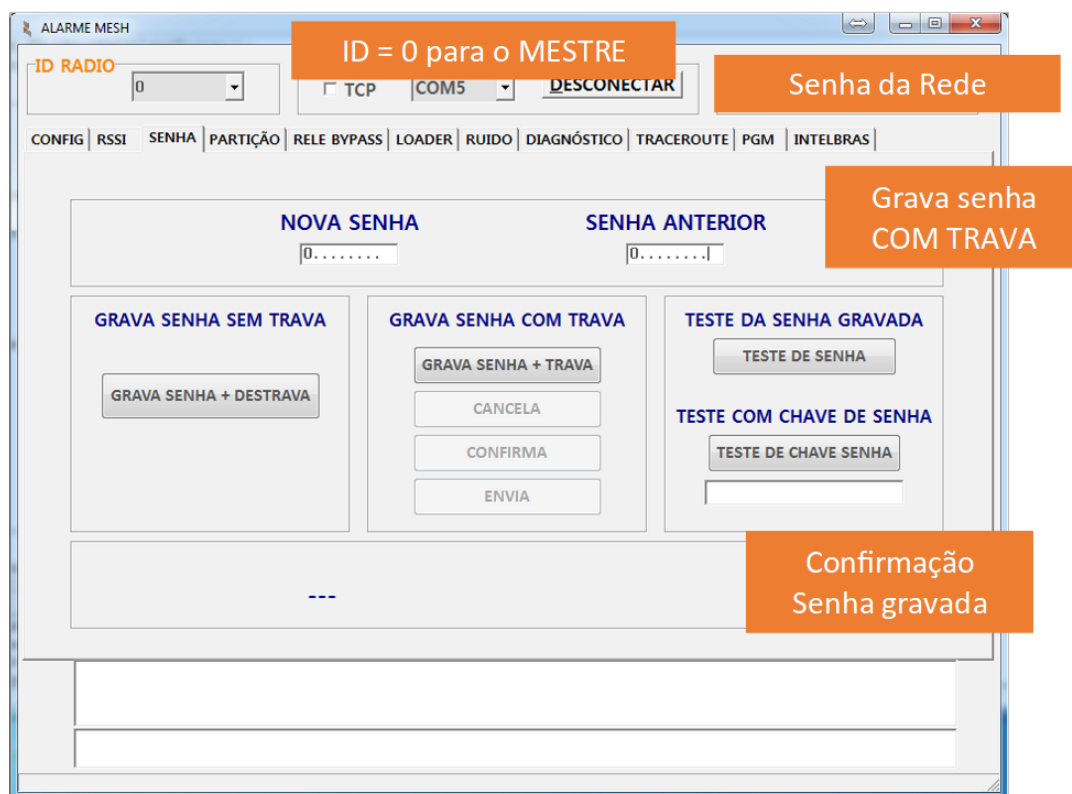 ALARME MESH
ID = 0 para o MESTRE
ID RADIO
0
TCP
COM5
DESCONECTAR
Senha da Rede
CONFIG
RSSI
SENHA
PARTIÇÃO
RELE BYPASS
LOADER
RUIDO
DIAGNÓSTICO
TRACEROUTE
PGM
INTELBRAS
Grava senha
COM TRAVA
NOVA SENHA
SENHA ANTERIOR
0........
0........
GRAVA SENHA SEM TRAVA
GRAVA SENHA COM TRAVA
TESTE DA SENHA GRAVADA
GRAVA SENHA + DESTRAVA
GRAVA SENHA + TRAVA
CANCELA
CONFIRMA
ENVIA
TESTE DE SENHA
TESTE COM CHAVE DE SENHA
TESTE DE CHAVE SENHA
---
Confirmação
Senha gravada